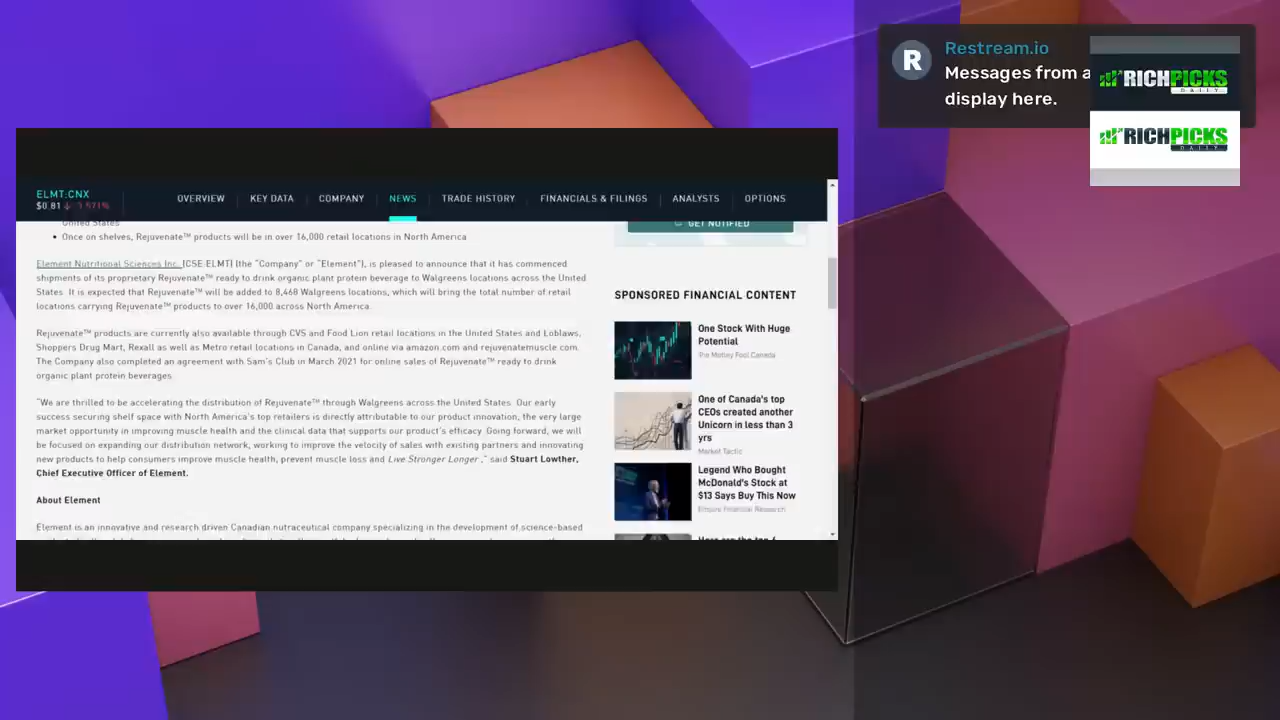 Restream.io
Messages from a
display here.
RICHPICKS
DAILY
RICHPICKS
DAILY
ELMT:CNX
$0.81 ↓ 3.571%
OVERVIEW
KEY DATA
COMPANY
NEWS
TRADE HISTORY
FINANCIALS & FILINGS
ANALYSTS
OPTIONS
United States
• Once on shelves, Rejuvenate™ products will be in over 16,000 retail locations in North America
Element Nutritional Sciences Inc. (CSE:ELMT) (the "Company" or "Element"), is pleased to announce that it has commenced
shipments of its proprietary Rejuvenate™ ready to drink organic plant protein beverage to Walgreens locations across the United
States. It is expected that Rejuvenate™ will be added to 8,468 Walgreens locations, which will bring the total number of retail
locations carrying Rejuvenate™ products to over 16,000 across North America.
Rejuvenate™ products are currently also available through CVS and Food Lion retail locations in the United States and Loblaws,
Shoppers Drug Mart, Rexall as well as Metro retail locations in Canada, and online via amazon.com and rejuvenatemuscle.com.
The Company also completed an agreement with Sam's Club in March 2021 for online sales of Rejuvenate™ ready to drink
organic plant protein beverages.
"We are thrilled to be accelerating the distribution of Rejuvenate™ through Walgreens across the United States. Our early
success securing shelf space with North America's top retailers is directly attributable to our product innovation, the very large
market opportunity in improving muscle health and the clinical data that supports our product's efficacy. Going forward, we will
be focused on expanding our distribution network, working to improve the velocity of sales with existing partners and innovating
new products to help consumers improve muscle health, prevent muscle loss and Live Stronger Longer," said Stuart Lowther,
Chief Executive Officer of Element.
About Element
Element is an innovative and research driven Canadian nutraceutical company specializing in the development of science-based
GET NOTIFIED
SPONSORED FINANCIAL CONTENT
One Stock With Huge
Potential
The Motley Fool Canada
One of Canada's top
CEOs created another
Unicorn in less than 3
yrs
Market Tactic
Legend Who Bought
McDonald's Stock at
$13 Says Buy This Now
Empire Financial Research